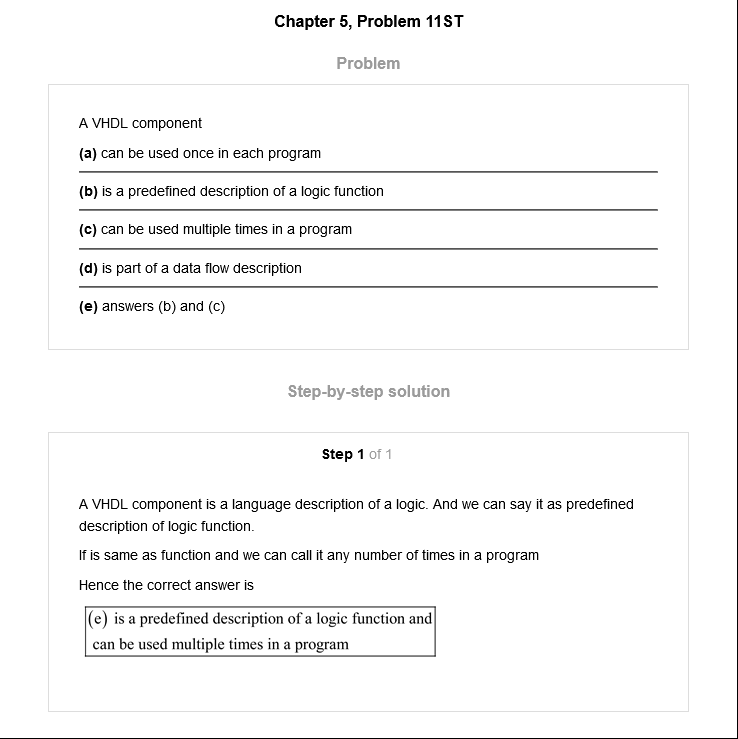 Chapter 5, Problem 11ST
Problem
A VHDL component
(a) can be used once in each program
(b) is a predefined description of a logic function
(c) can be used multiple times in a program
(d) is part of a data flow description
(e) answers (b) and (c)
Step-by-step solution
Step 1 of 1
A VHDL component is a language description of a logic. And we can say it as predefined
description of logic function.
If is same as function and we can call it any number of times in a program
Hence the correct answer is
(e) is a predefined description of a logic function and
can be used multiple times in a program